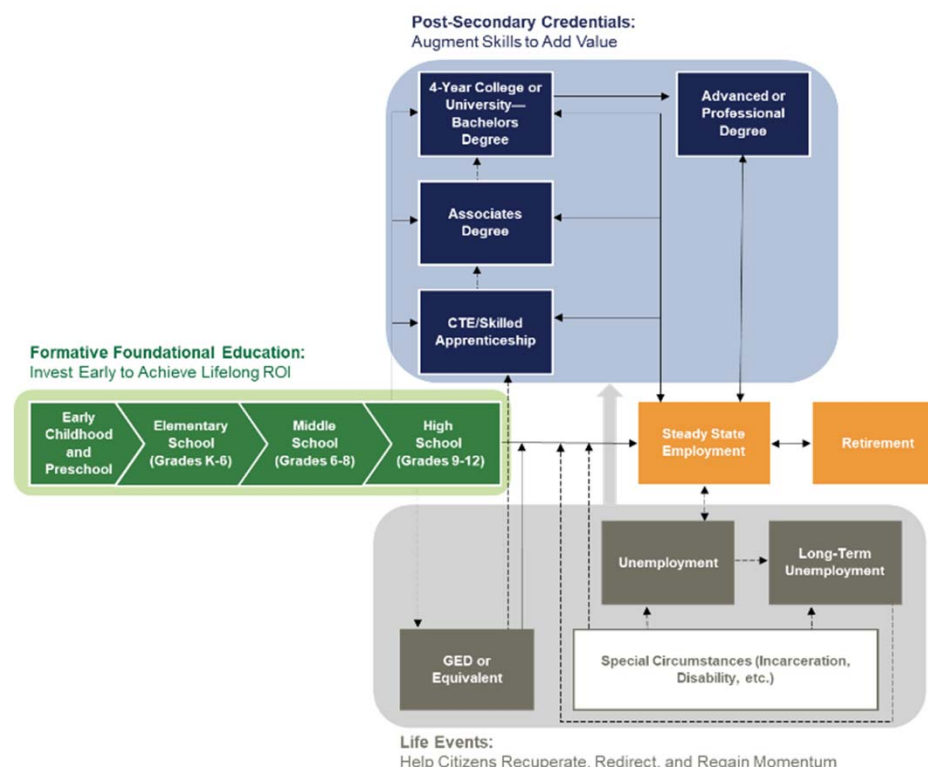 Post-Secondary Credentials:
Augment Skills to Add Value
4-Year College or
University—
Bachelors
Degree
Advanced or
Professional
Degree
Associates
Degree
CTE/Skilled
Apprenticeship
Formative Foundational Education:
Invest Early to Achieve Lifelong ROI
Early
Childhood
and
Preschool
Elementary
School
(Grades K-6)
Middle
School
(Grades 6-8)
High
School
(Grades 9-12)
Steady State
Employment
Retirement
Unemployment
Long-Term
Unemployment
GED or
Equivalent
Special Circumstances (Incarceration,
Disability, etc.)
Life Events:
Help Citizens Recuperate, Redirect, and Regain Momentum